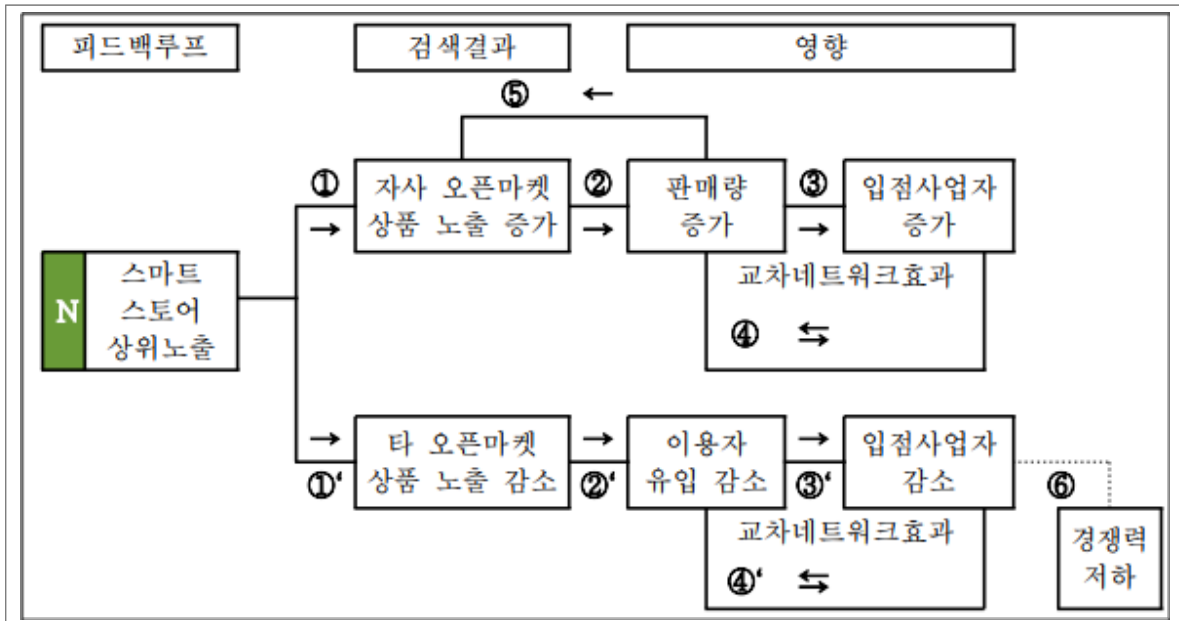 피드백루프
검색결과
영향
⑤ ←
① →
자사 오픈마켓
상품 노출 증가
② →
판매량
증가
③ →
입점사업자
증가
N
스마트
스토어
상위노출
교차네트워크효과
④ ⇆
→ ①‘
타 오픈마켓
상품 노출 감소
→ ②‘
이용자
유입 감소
→ ③‘
입점사업자
감소
⑥
교차네트워크효과
④‘ ⇆
경쟁력
저하